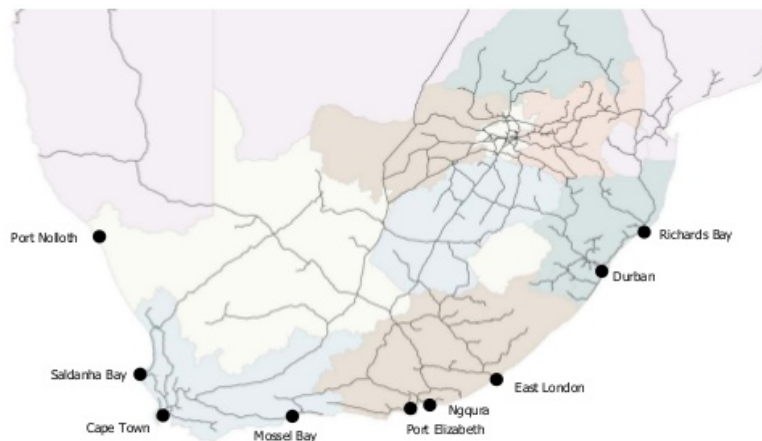 Port Nolloth
Richards Bay
Durban
Saldanha Bay
East London
Ngqura
Cape Town
Mossel Bay
Port Elizabeth